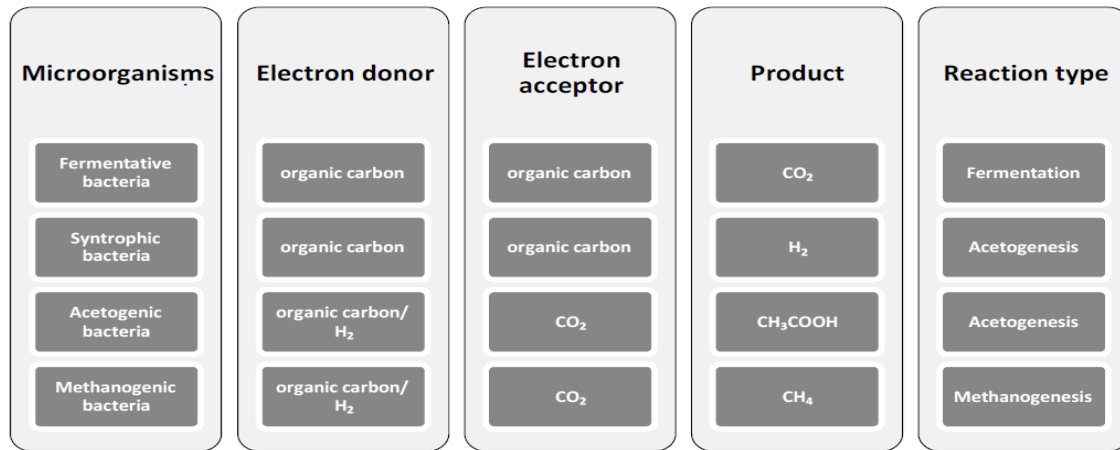 Microorganisms
Electron donor
Electron
acceptor
Product
Reaction type
Fermentative
bacteria
organic carbon
organic carbon
CO₂
Fermentation
Syntrophic
bacteria
organic carbon
organic carbon
H₂
Acetogenesis
Acetogenic
bacteria
organic carbon/
H₂
CO₂
CH₃COOH
Acetogenesis
Methanogenic
bacteria
organic carbon/
H₂
CO₂
CH₄
Methanogenesis